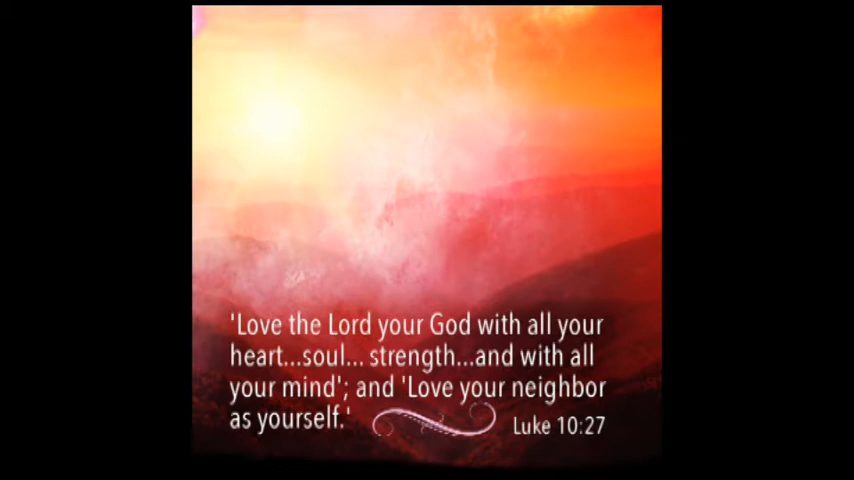 'Love the Lord your God with all your
heart...soul... strength...and with all
your mind'; and 'Love your neighbor
as yourself.'
Luke 10:27